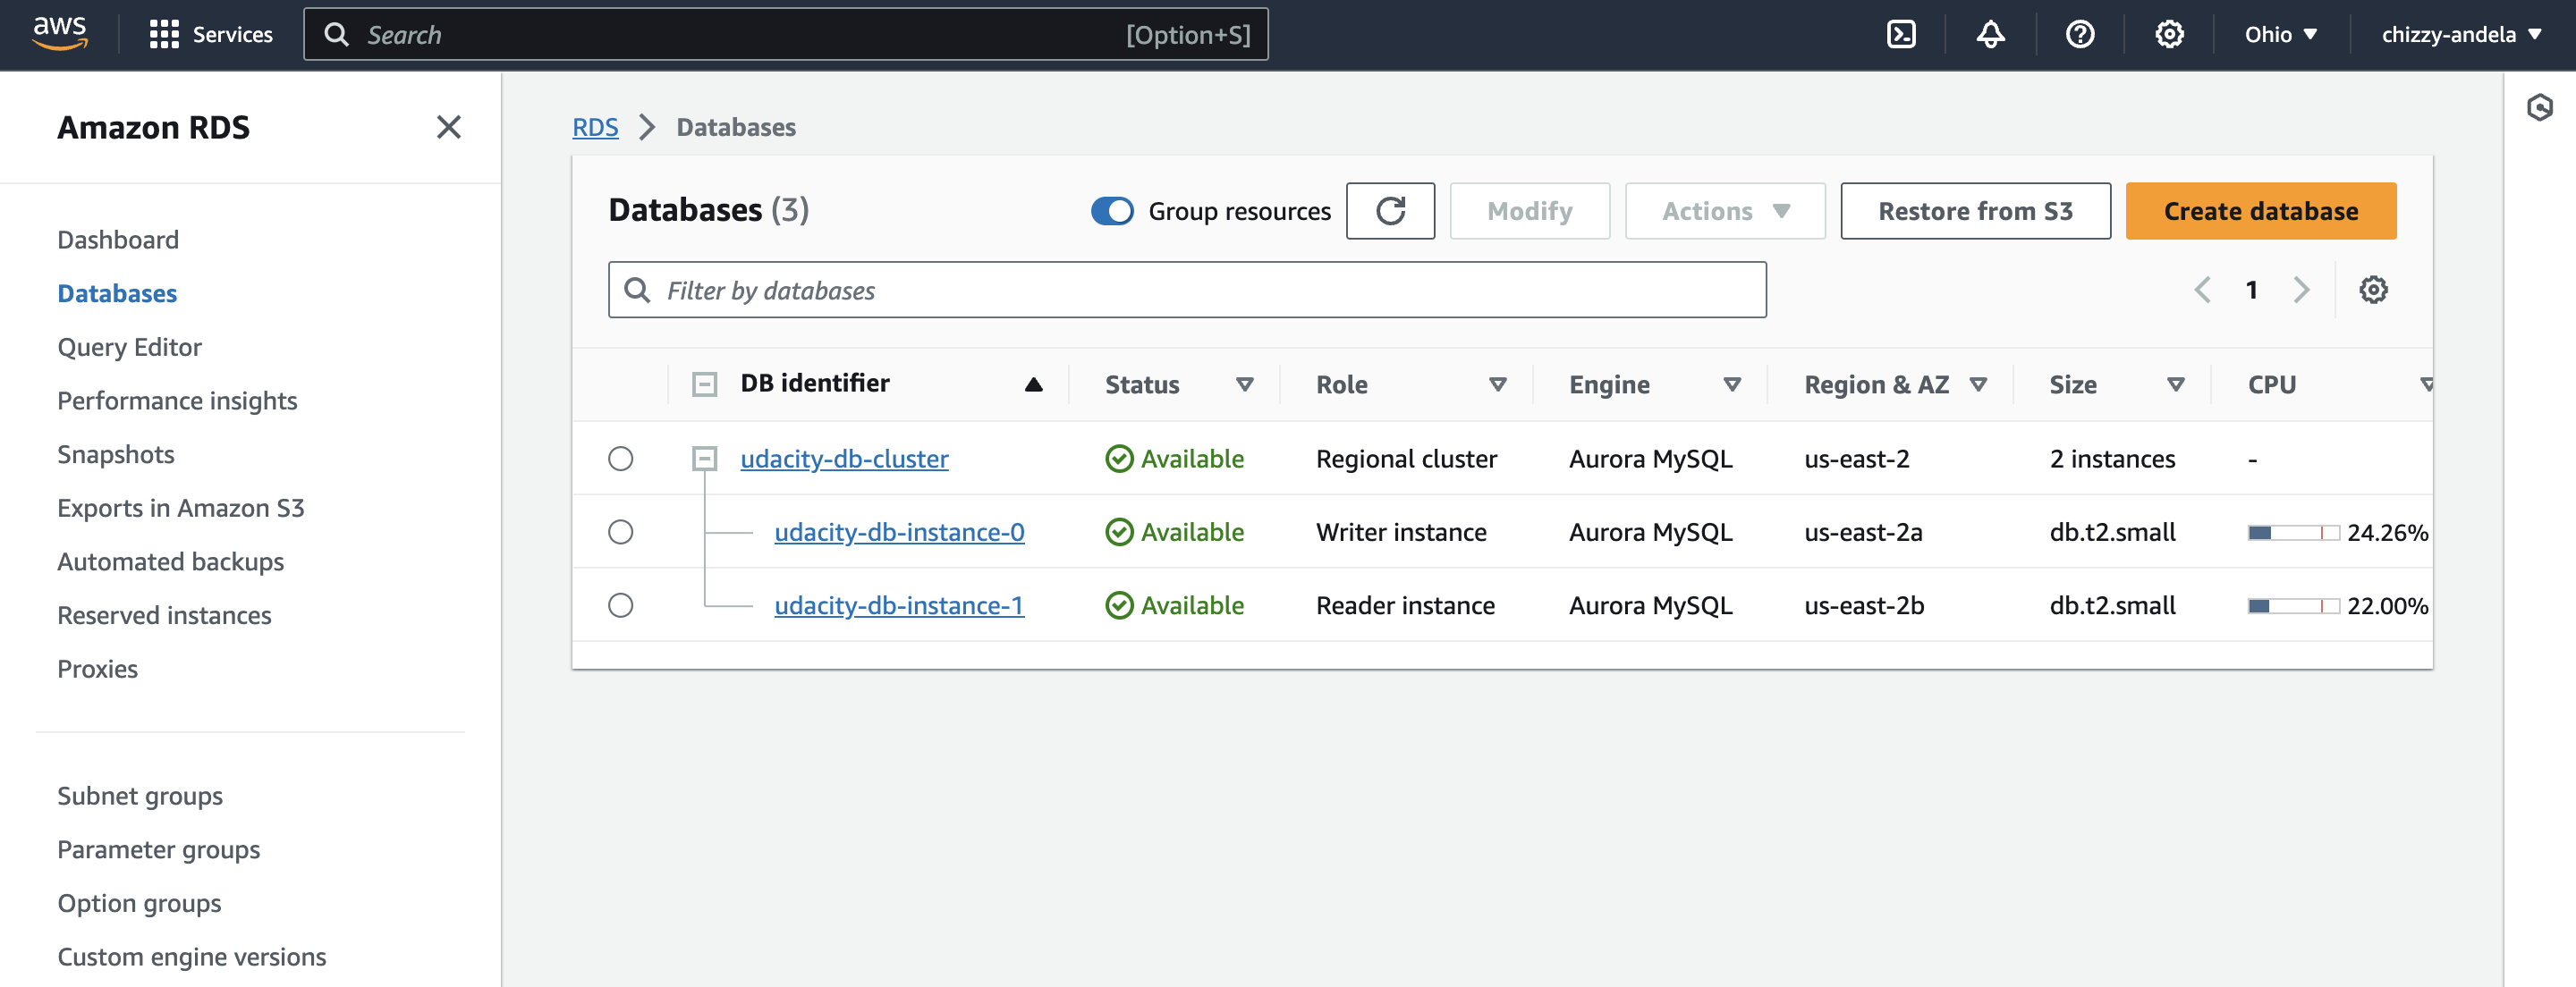 aws
Services
Search
[Option+S]
Ohio
chizzy-andela
Amazon RDS
Dashboard
Databases
Query Editor
Performance insights
Snapshots
Exports in Amazon S3
Automated backups
Reserved instances
Proxies
Subnet groups
Parameter groups
Option groups
Custom engine versions
RDS > Databases
Databases (3)
Group resources
Modify
Actions
Restore from S3
Create database
Filter by databases
1
DB identifier Status Role Engine Region & AZ Size CPU
udacity-db-cluster Available Regional cluster Aurora MySQL us-east-2 2 instances -
udacity-db-instance-0 Available Writer instance Aurora MySQL us-east-2a db.t2.small 24.26%
udacity-db-instance-1 Available Reader instance Aurora MySQL us-east-2b db.t2.small 22.00%